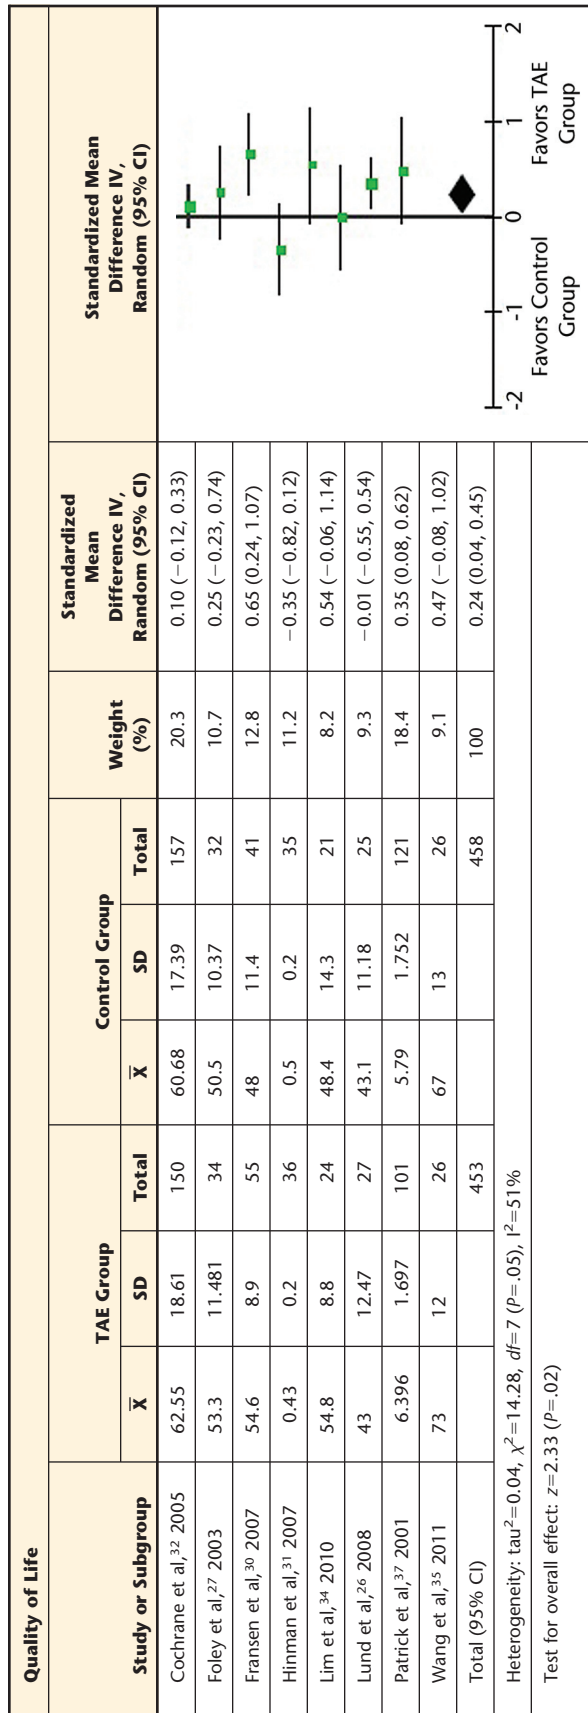 Quality of Life
Study or Subgroup
TAE Group
Control Group
Weight
(%)
Standardized
Mean
Difference IV,
Random (95% CI)
Standardized Mean
Difference IV,
Random (95% CI)
X̅ SD Total X̅ SD Total
Cochrane et al,³² 2005 62.55 18.61 150 60.68 17.39 157 20.3 0.10 (−0.12, 0.33)
Foley et al,²⁷ 2003 53.3 11.481 34 50.5 10.37 32 10.7 0.25 (−0.23, 0.74)
Fransen et al,³⁰ 2007 54.6 8.9 55 48 11.4 41 12.8 0.65 (0.24, 1.07)
Hinman et al,³¹ 2007 0.43 0.2 36 0.5 0.2 35 11.2 −0.35 (−0.82, 0.12)
Lim et al,³⁴ 2010 54.8 8.8 24 48.4 14.3 21 8.2 0.54 (−0.06, 1.14)
Lund et al,²⁶ 2008 43 12.47 27 43.1 11.18 25 9.3 −0.01 (−0.55, 0.54)
Patrick et al,³⁷ 2001 6.396 1.697 101 5.79 1.752 121 18.4 0.35 (0.08, 0.62)
Wang et al,³⁵ 2011 73 12 26 67 13 26 9.1 0.47 (−0.08, 1.02)
Total (95% CI) 453 458 100 0.24 (0.04, 0.45)
Heterogeneity: tau²=0.04, χ²=14.28, df=7 (P=.05), I²=51%
Test for overall effect: z=2.33 (P=.02)
-2 -1 0 1 2
Favors Control
Group
Favors TAE
Group